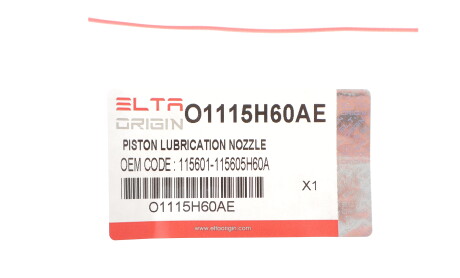 ELTA ORIGIN O1115H60AE
PISTON LUBRICATION NOZZLE
OEM CODE : 115601-115605H60A
X1
O1115H60AE
www.eltaorigin.com